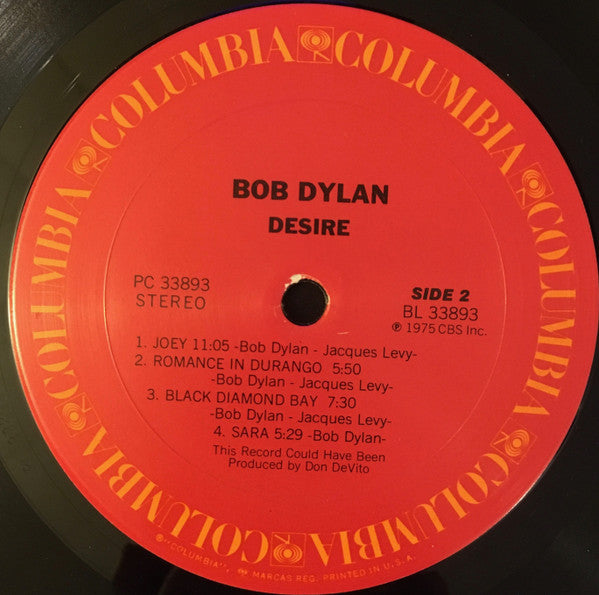 COLUMBIA COLUMBIA COLUMBIA COLUMBIA COLUMBIA COLUMBIA
BOB DYLAN
DESIRE
PC 33893
STEREO
SIDE 2
BL 33893
℗ 1975 CBS Inc.
1. JOEY 11:05 -Bob Dylan - Jacques Levy-
2. ROMANCE IN DURANGO 5:50
-Bob Dylan - Jacques Levy-
3. BLACK DIAMOND BAY 7:30
-Bob Dylan - Jacques Levy-
4. SARA 5:29 -Bob Dylan-
This Record Could Have Been
Produced by Don DeVito
"COLUMBIA", MARCAS REG. PRINTED IN U.S.A.